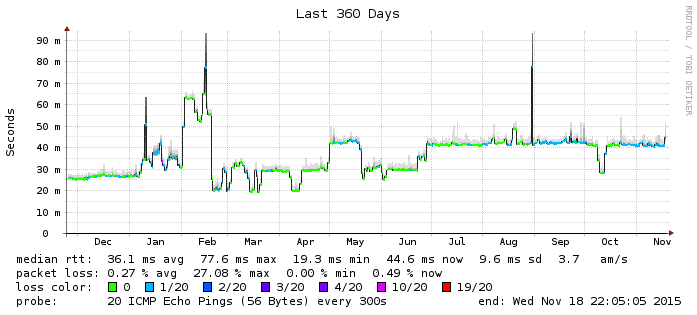 Last 360 Days
RRDTOOL / TOBI OETIKER
Seconds
90 m
80 m
70 m
60 m
50 m
40 m
30 m
20 m
10 m
0
Dec Jan Feb Mar Apr May Jun Jul Aug Sep Oct Nov
median rtt: 36.1 ms avg 77.6 ms max 19.3 ms min 44.6 ms now 9.6 ms sd 3.7 am/s
packet loss: 0.27 % avg 27.08 % max 0.00 % min 0.49 % now
loss color: 0 1/20 2/20 3/20 4/20 10/20 19/20
probe: 20 ICMP Echo Pings (56 Bytes) every 300s end: Wed Nov 18 22:05:05 2015